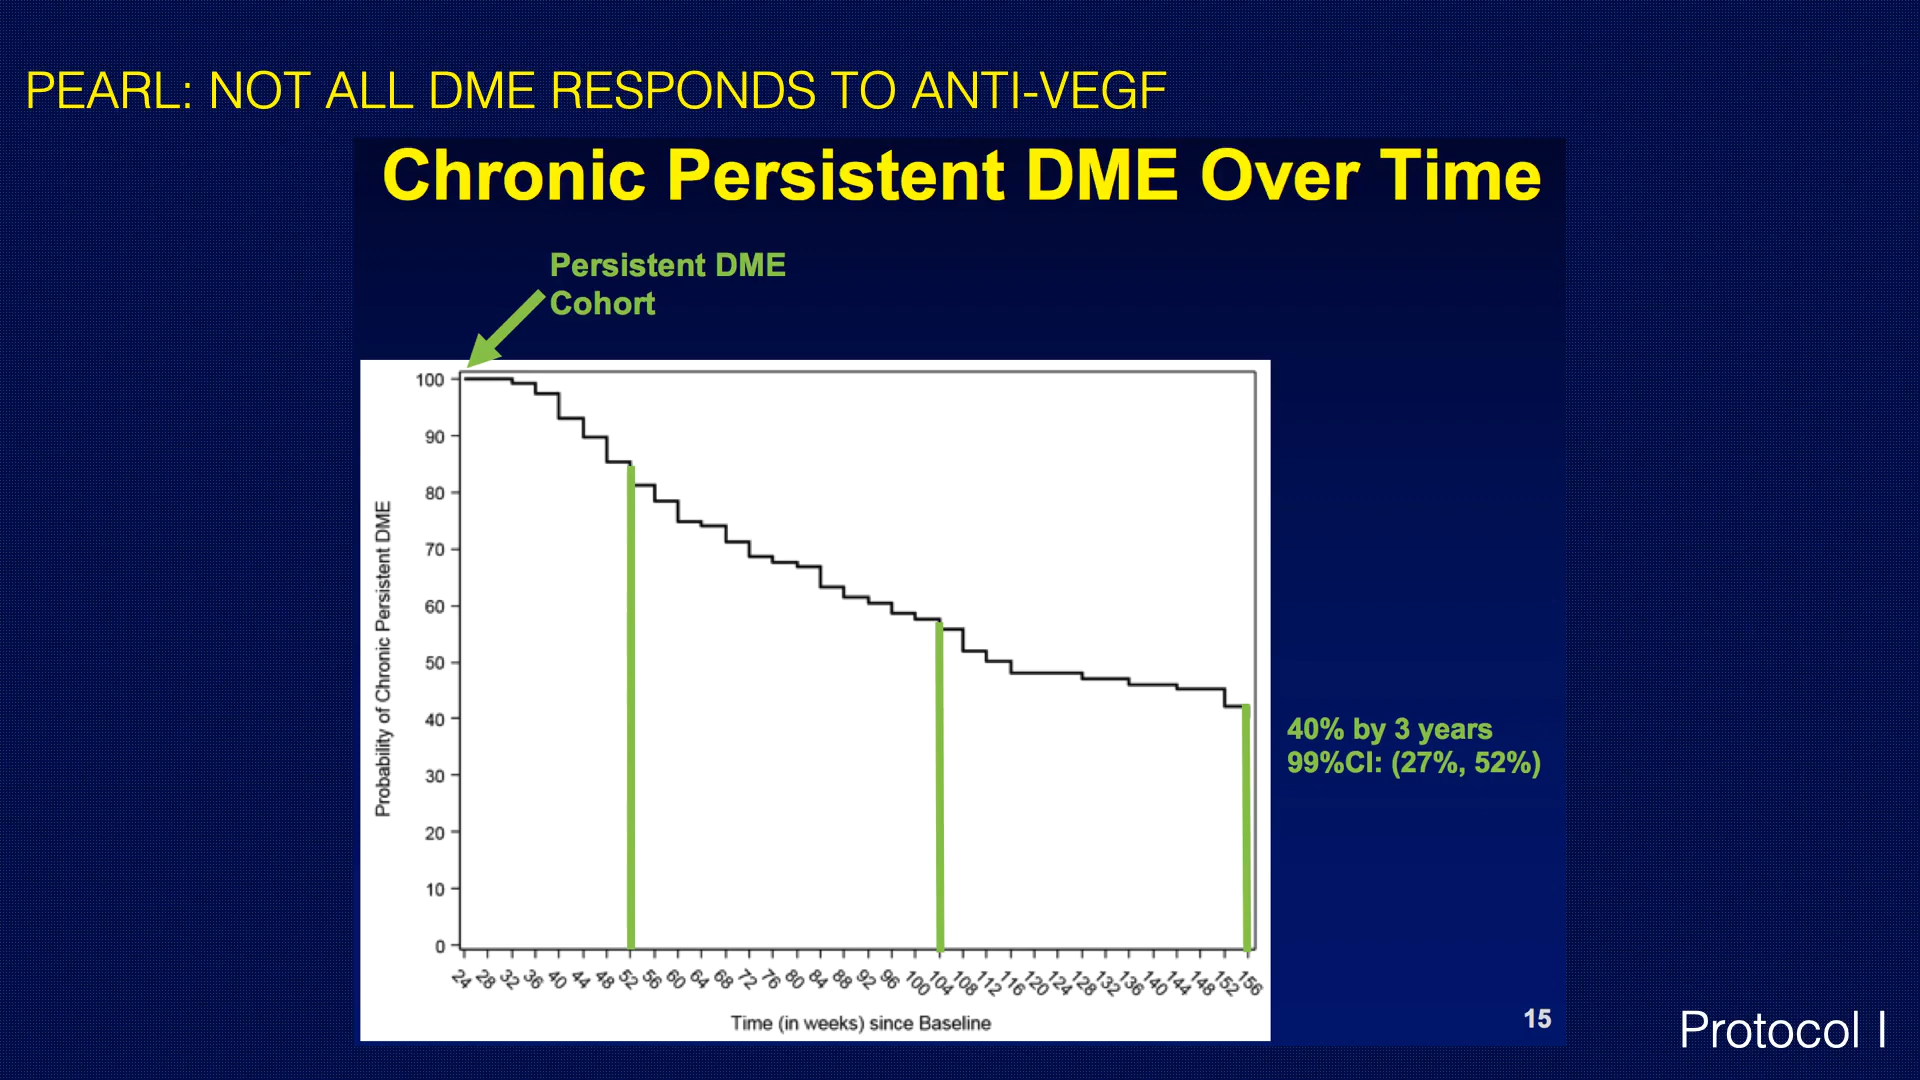 PEARL: NOT ALL DME RESPONDS TO ANTI-VEGF
Chronic Persistent DME Over Time
Persistent DME
Cohort
100
90
80
70
60
50
40
30
20
10
0
Probability of Chronic Persistent DME
24 28 32 36 40 44 48 52 56 60 64 68 72 76 80 84 88 92 96 100 104 108 112 116 120 124 128 132 136 140 144 148 152 156
Time (in weeks) since Baseline
40% by 3 years
99%CI: (27%, 52%)
15
Protocol I